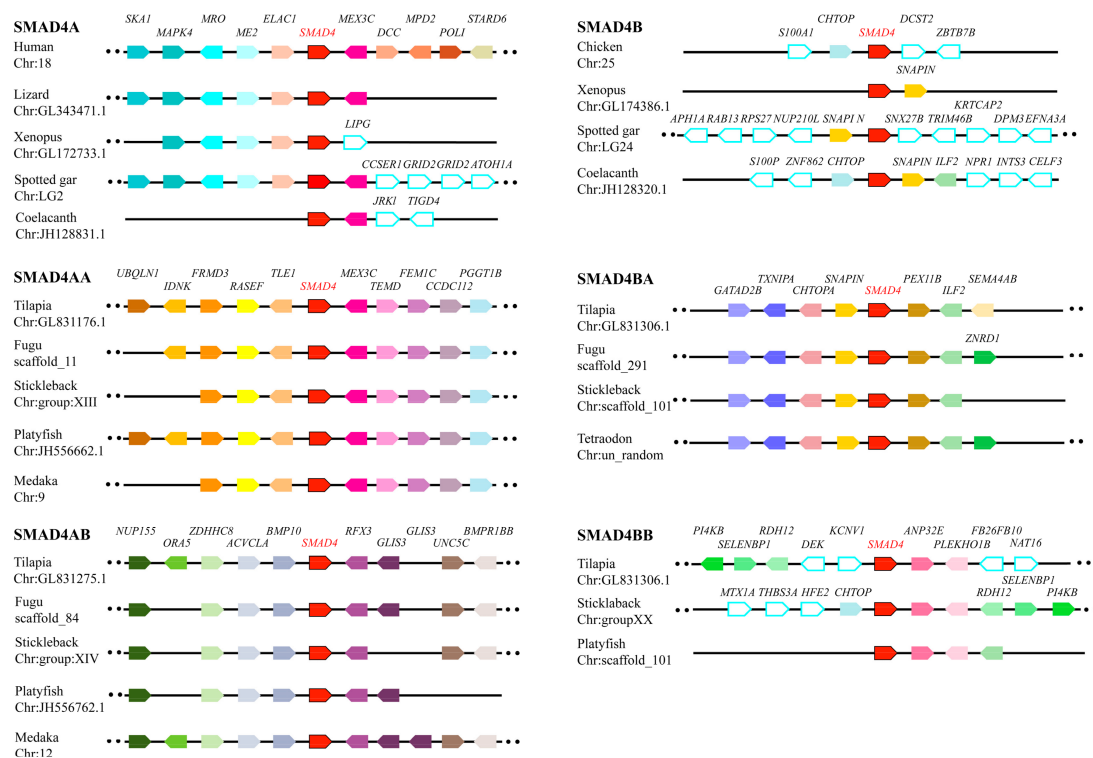 SMAD4A
SKA1 MRO ELAC1 MEX3C MPD2 STARD6
MAPK4 ME2 SMAD4 DCC POLI
Human
Chr:18
Lizard
Chr:GL343471.1
Xenopus
Chr:GL172733.1
LIPG
Spotted gar
Chr:LG2
CCSER1 GRID2 GRID2 ATOH1A
Coelacanth
Chr:JH128831.1
JRKI TIGD4
SMAD4B
CHTOP DCST2
S100A1 SMAD4 ZBTB7B
Chicken
Chr:25
SNAPIN
Xenopus
Chr:GL174386.1
KRTCAP2
APH1A RAB13 RPS27 NUP210L SNAPI N SNX27B TRIM46B DPM3 EFNA3A
Spotted gar
Chr:LG24
S100P ZNF862 CHTOP SNAPIN ILF2 NPR1 INTS3 CELF3
Coelacanth
Chr:JH128320.1
SMAD4AA
UBQLN1 FRMD3 TLE1 MEX3C FEM1C PGGT1B
IDNK RASEF SMAD4 TEMD CCDC112
Tilapia
Chr:GL831176.1
Fugu
scaffold_11
Stickleback
Chr:group:XIII
Platyfish
Chr:JH556662.1
Medaka
Chr:9
SMAD4BA
TXNIPA SNAPIN PEX11B SEMA4AB
GATAD2B CHTOPA SMAD4 ILF2
Tilapia
Chr:GL831306.1
ZNRD1
Fugu
scaffold_291
Stickleback
Chr:scaffold_101
Tetraodon
Chr:un_random
SMAD4AB
NUP155 ZDHHC8 BMP10 RFX3 GLIS3 BMPR1BB
ORA5 ACVCLA SMAD4 GLIS3 UNC5C
Tilapia
Chr:GL831275.1
Fugu
scaffold_84
Stickleback
Chr:group:XIV
Platyfish
Chr:JH556762.1
Medaka
Chr:12
SMAD4BB
PI4KB RDH12 KCNV1 ANP32E FB26FB10
SELENBP1 DEK SMAD4 PLEKHO1B NAT16
Tilapia
Chr:GL831306.1
SELENBP1
MTX1A THBS3A HFE2 CHTOP RDH12 PI4KB
Sticklaback
Chr:groupXX
Platyfish
Chr:scaffold_101